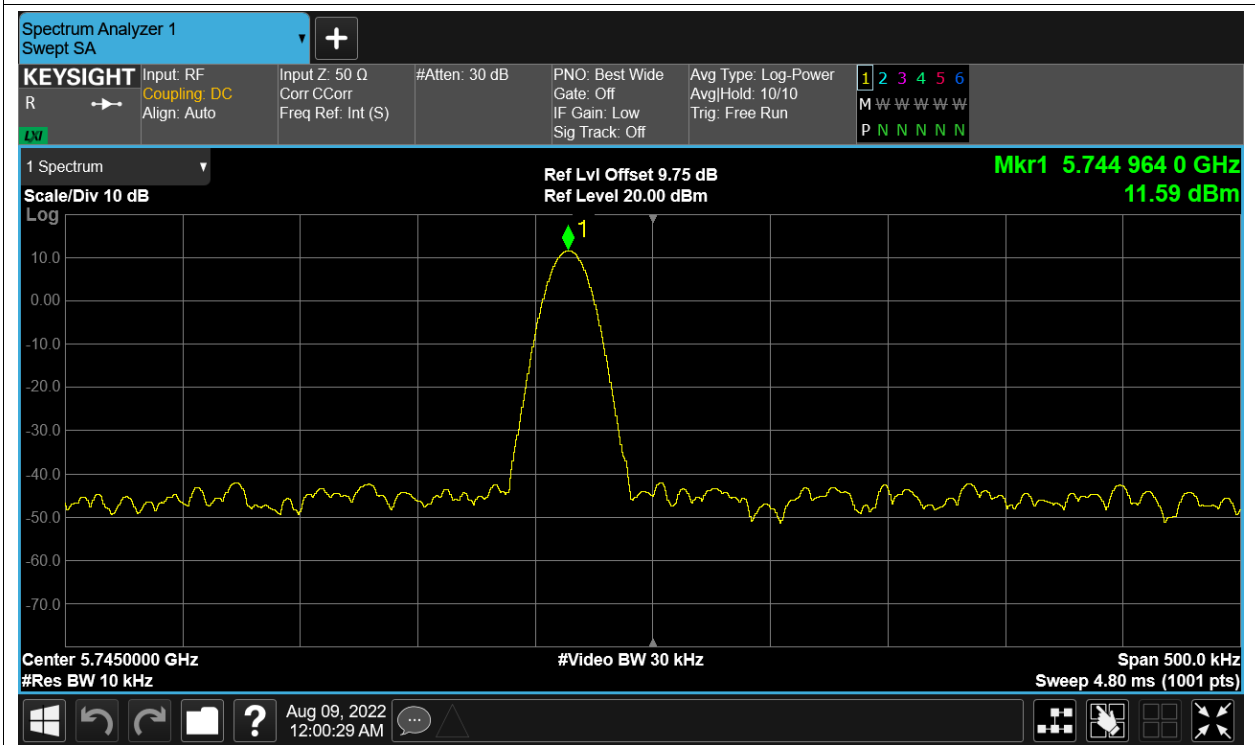 Spectrum Analyzer 1
Swept SA
+
KEYSIGHT
R
LXI
Input: RF
Coupling: DC
Align: Auto
Input Z: 50 Ω
Corr CCorr
Freq Ref: Int (S)
#Atten: 30 dB
PNO: Best Wide
Gate: Off
IF Gain: Low
Sig Track: Off
Avg Type: Log-Power
Avg|Hold: 10/10
Trig: Free Run
1 2 3 4 5 6
M W W W W W W
P N N N N N N
1 Spectrum
Scale/Div 10 dB
Log
Ref Lvl Offset 9.75 dB
Ref Level 20.00 dBm
Mkr1 5.744 964 0 GHz
11.59 dBm
1
10.0
0.00
-10.0
-20.0
-30.0
-40.0
-50.0
-60.0
-70.0
Center 5.7450000 GHz
#Res BW 10 kHz
#Video BW 30 kHz
Span 500.0 kHz
Sweep 4.80 ms (1001 pts)
?
Aug 09, 2022
12:00:29 AM